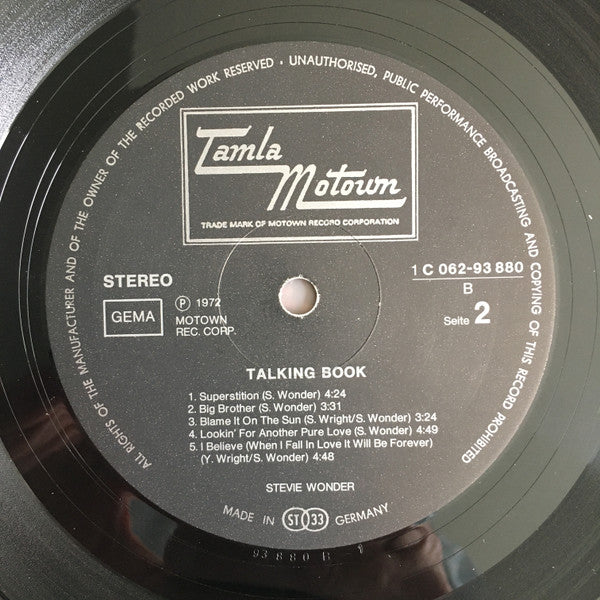 ALL RIGHTS OF THE MANUFACTURER AND OF THE OWNER OF THE RECORDED WORK RESERVED · UNAUTHORISED, PUBLIC PERFORMANCE BROADCASTING AND COPYING OF THIS RECORD PROHIBITED
Tamla
Motown
TRADE MARK OF MOTOWN RECORD CORPORATION
STEREO
GEMA
Ⓟ 1972
MOTOWN
REC. CORP.
1 C 062-93 880
B
Seite 2
TALKING BOOK
1. Superstition (S. Wonder) 4:24
2. Big Brother (S. Wonder) 3:31
3. Blame It On The Sun (S. Wright/S. Wonder) 3:24
4. Lookin' For Another Pure Love (S. Wonder) 4:49
5. I Believe (When I Fall In Love It Will Be Forever)
(Y. Wright/S. Wonder) 4:48
STEVIE WONDER
MADE IN ST 33 GERMANY
93880 B 1